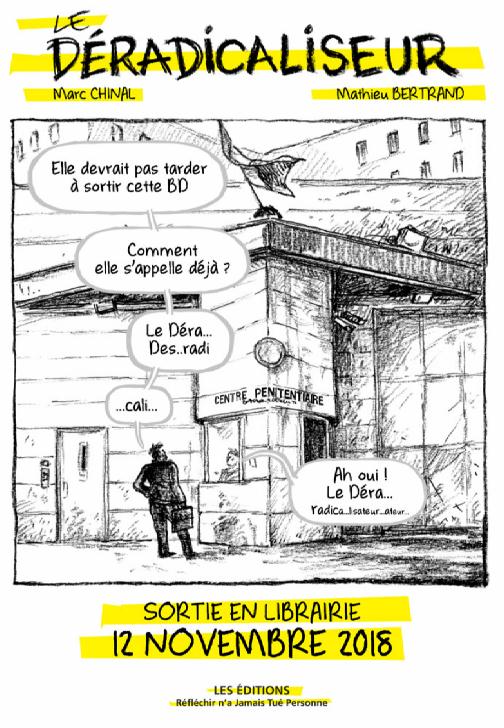 LE
DÉRADICALISEUR
Marc CHINAL
Mathieu BERTRAND
Elle devrait pas tarder
à sortir cette BD
Comment
elle s'appelle déjà ?
Le Déra...
Des..radi
...cali...
CENTRE PENITENTIAIRE
Ah oui !
Le Déra...
radica...lisateur...ateur...
SORTIE EN LIBRAIRIE
12 NOVEMBRE 2018
LES ÉDITIONS
Réfléchir n'a Jamais Tué Personne